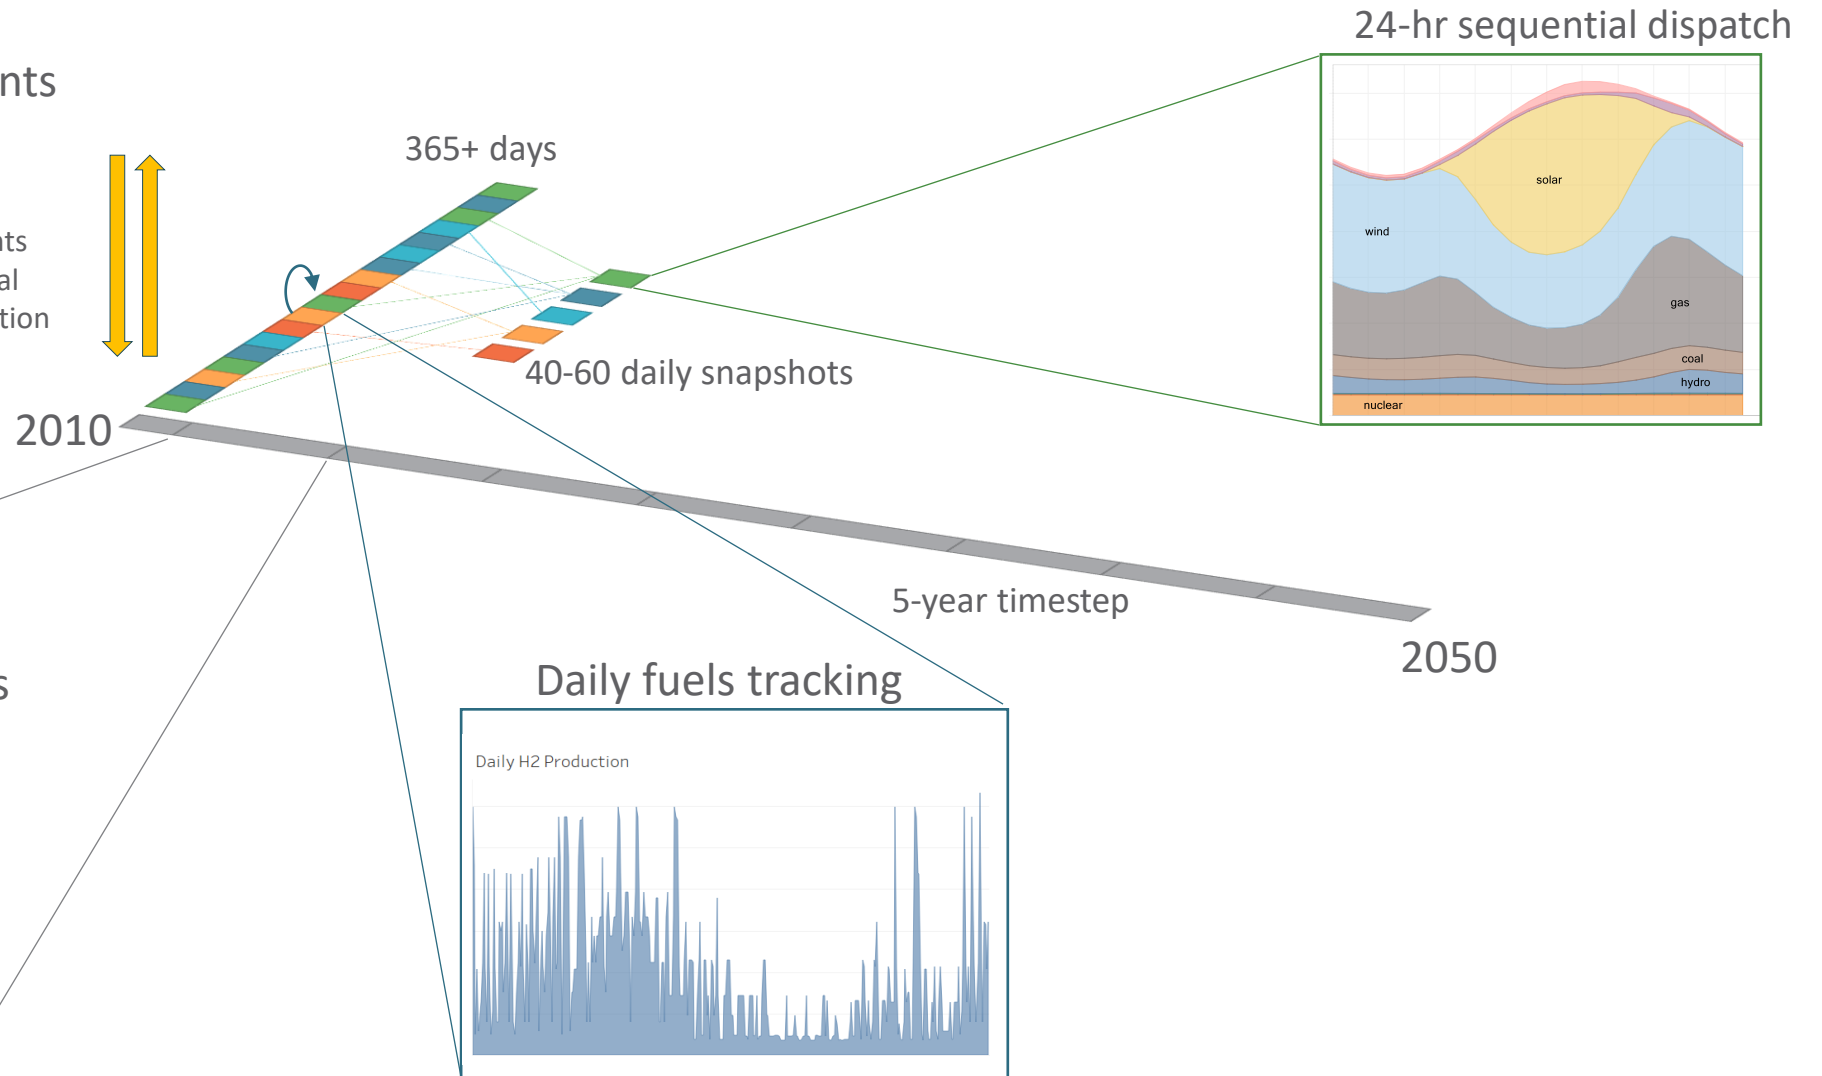 24-hr sequential dispatch
nts
365+ days
solar
wind
nts
al
tion
gas
40-60 daily snapshots
coal
hydro
nuclear
2010
5-year timestep
2050
s
Daily fuels tracking
Daily H2 Production